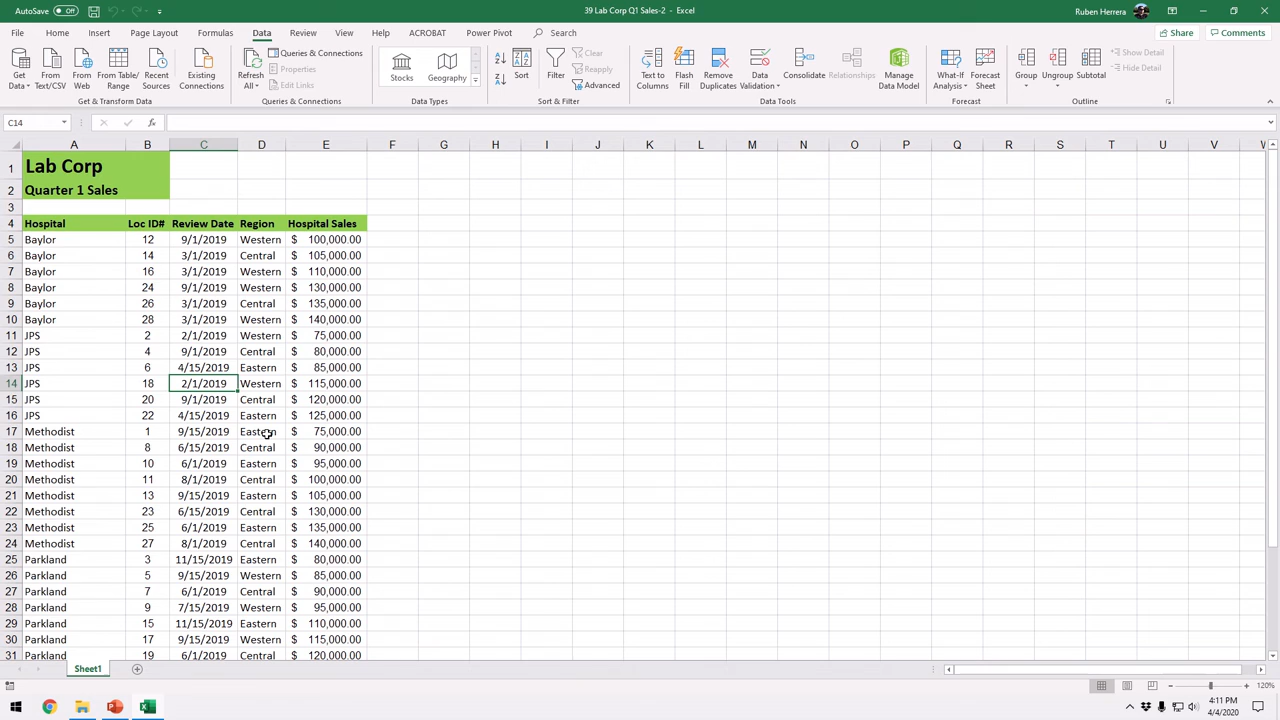 AutoSave Off
39 Lab Corp Q1 Sales-2 - Excel
Ruben Herrera
File Home Insert Page Layout Formulas Data Review View Help ACROBAT Power Pivot Search Share Comments
Get Data From Text/CSV From Web From Table/Range Recent Sources Existing Connections
Get & Transform Data
Refresh All Queries & Connections Properties Edit Links
Queries & Connections
Stocks Geography
Data Types
Sort Filter Clear Reapply Advanced
Sort & Filter
Text to Columns Flash Fill Remove Duplicates Data Validation Consolidate Relationships Manage Data Model
Data Tools
What-If Analysis Forecast Sheet
Forecast
Group Ungroup Subtotal Show Detail Hide Detail
Outline
C14 fx
A B C D E F G H I J K L M N O P Q R S T U V W
1 Lab Corp
2 Quarter 1 Sales
3
4 Hospital Loc ID# Review Date Region Hospital Sales
5 Baylor 12 9/1/2019 Western $ 100,000.00
6 Baylor 14 3/1/2019 Central $ 105,000.00
7 Baylor 16 3/1/2019 Western $ 110,000.00
8 Baylor 24 9/1/2019 Western $ 130,000.00
9 Baylor 26 3/1/2019 Central $ 135,000.00
10 Baylor 28 3/1/2019 Western $ 140,000.00
11 JPS 2 2/1/2019 Western $ 75,000.00
12 JPS 4 9/1/2019 Central $ 80,000.00
13 JPS 6 4/15/2019 Eastern $ 85,000.00
14 JPS 18 2/1/2019 Western $ 115,000.00
15 JPS 20 9/1/2019 Central $ 120,000.00
16 JPS 22 4/15/2019 Eastern $ 125,000.00
17 Methodist 1 9/15/2019 Eastern $ 75,000.00
18 Methodist 8 6/15/2019 Central $ 90,000.00
19 Methodist 10 6/1/2019 Eastern $ 95,000.00
20 Methodist 11 8/1/2019 Central $ 100,000.00
21 Methodist 13 9/15/2019 Eastern $ 105,000.00
22 Methodist 23 6/15/2019 Central $ 130,000.00
23 Methodist 25 6/1/2019 Eastern $ 135,000.00
24 Methodist 27 8/1/2019 Central $ 140,000.00
25 Parkland 3 11/15/2019 Eastern $ 80,000.00
26 Parkland 5 9/15/2019 Western $ 85,000.00
27 Parkland 7 6/1/2019 Central $ 90,000.00
28 Parkland 9 7/15/2019 Western $ 95,000.00
29 Parkland 15 11/15/2019 Eastern $ 110,000.00
30 Parkland 17 9/15/2019 Western $ 115,000.00
31 Parkland 19 6/1/2019 Central $ 120,000.00
Sheet1
120%
4:11 PM
4/4/2020